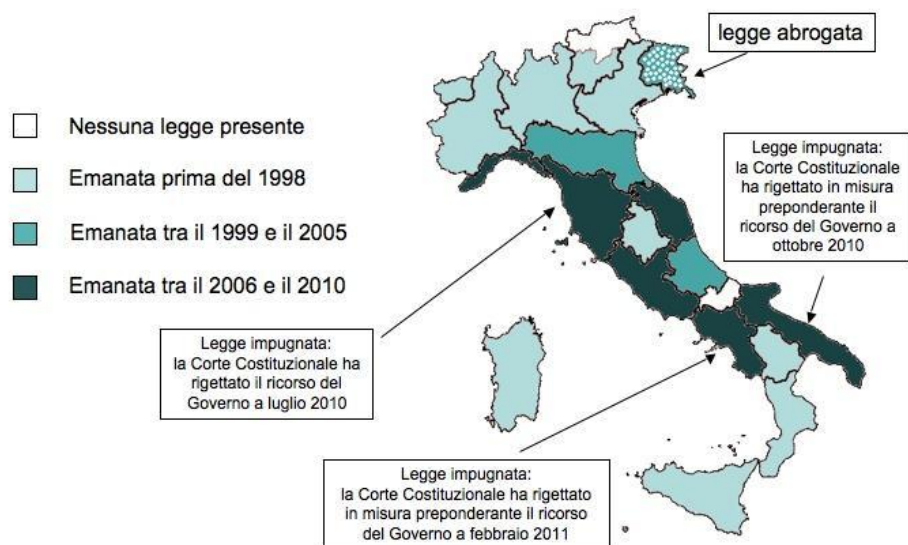 legge abrogata
Nessuna legge presente
Emanata prima del 1998
Emanata tra il 1999 e il 2005
Emanata tra il 2006 e il 2010
Legge impugnata:
la Corte Costituzionale
ha rigettato in misura
preponderante il
ricorso del Governo a
ottobre 2010
Legge impugnata:
la Corte Costituzionale ha
rigettato il ricorso del
Governo a luglio 2010
Legge impugnata:
la Corte Costituzionale ha rigettato
in misura preponderante il ricorso
del Governo a febbraio 2011